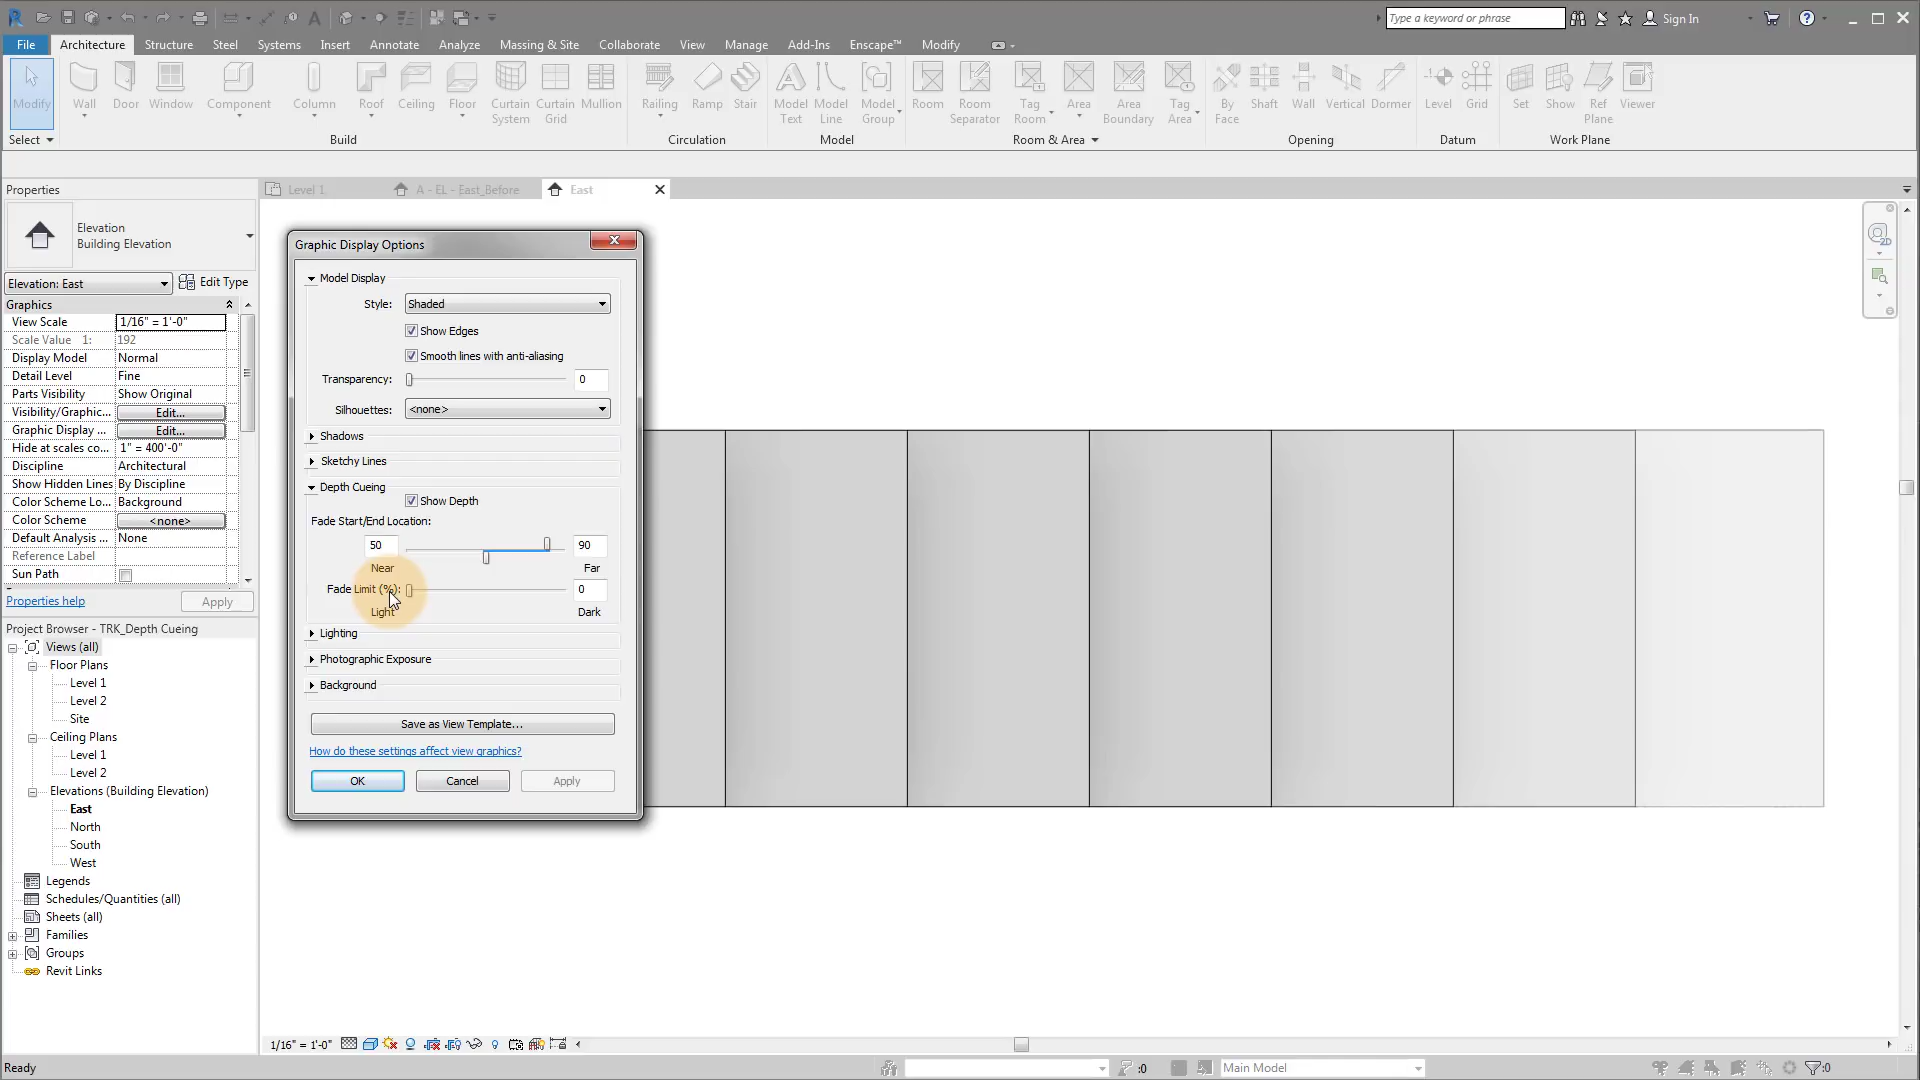 Type a keyword or phrase
Sign In
File Architecture Structure Steel Systems Insert Annotate Analyze Massing & Site Collaborate View Manage Add-Ins Enscape™ Modify
Modify Wall Door Window Component Column Roof Ceiling Floor Curtain System Curtain Grid Mullion Railing Ramp Stair Model Text Model Line Model Group Room Room Separator Tag Room Area Area Boundary Tag Area By Face Shaft Wall Vertical Dormer Level Grid Set Show Ref Plane Viewer
Select Build Circulation Model Room & Area Opening Datum Work Plane
Properties
Level 1 A - EL - East_Before East
Elevation
Building Elevation
Elevation: East Edit Type
Graphics
View Scale 1/16" = 1'-0"
Scale Value 1: 192
Display Model Normal
Detail Level Fine
Parts Visibility Show Original
Visibility/Graphic... Edit...
Graphic Display ... Edit...
Hide at scales co... 1" = 400'-0"
Discipline Architectural
Show Hidden Lines By Discipline
Color Scheme Lo... Background
Color Scheme <none>
Default Analysis ... None
Reference Label
Sun Path
Properties help Apply
Project Browser - TRK_Depth Cueing
Views (all)
Floor Plans
Level 1
Level 2
Site
Ceiling Plans
Level 1
Level 2
Elevations (Building Elevation)
East
North
South
West
Legends
Schedules/Quantities (all)
Sheets (all)
Families
Groups
Revit Links
Graphic Display Options
Model Display
Style: Shaded
Show Edges
Smooth lines with anti-aliasing
Transparency: 0
Silhouettes: <none>
Shadows
Sketchy Lines
Depth Cueing
Show Depth
Fade Start/End Location:
50 90
Near Far
Fade Limit (%): 0
Light Dark
Lighting
Photographic Exposure
Background
Save as View Template...
How do these settings affect view graphics?
OK Cancel Apply
1/16" = 1'-0"
Ready :0 Main Model :0